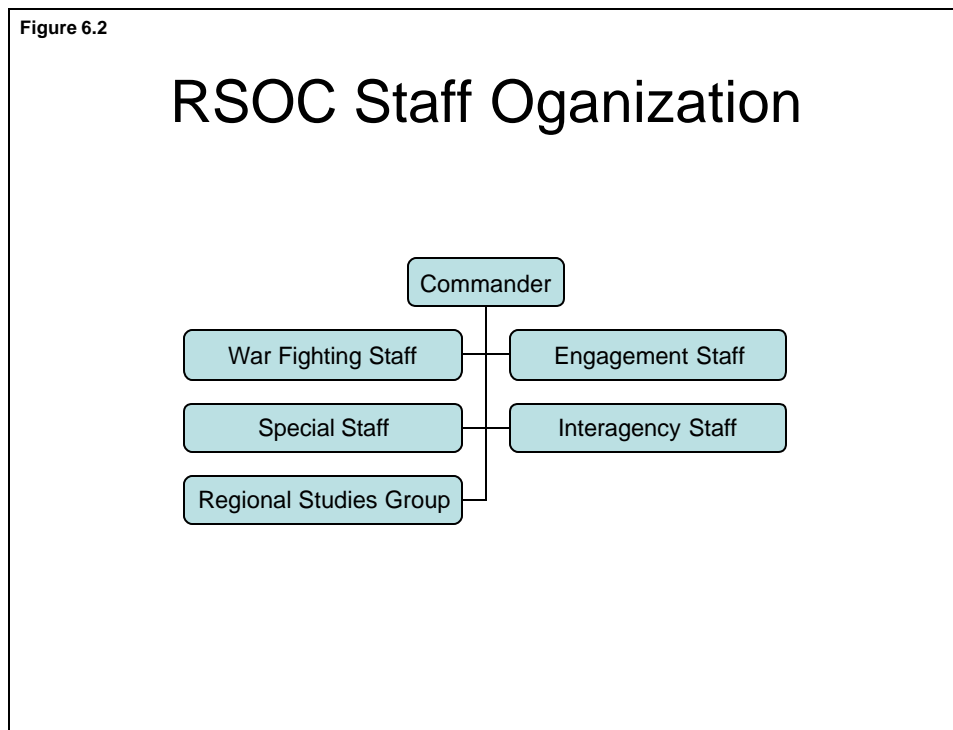 Figure 6.2
RSOC Staff Oganization
Commander
War Fighting Staff
Engagement Staff
Special Staff
Interagency Staff
Regional Studies Group